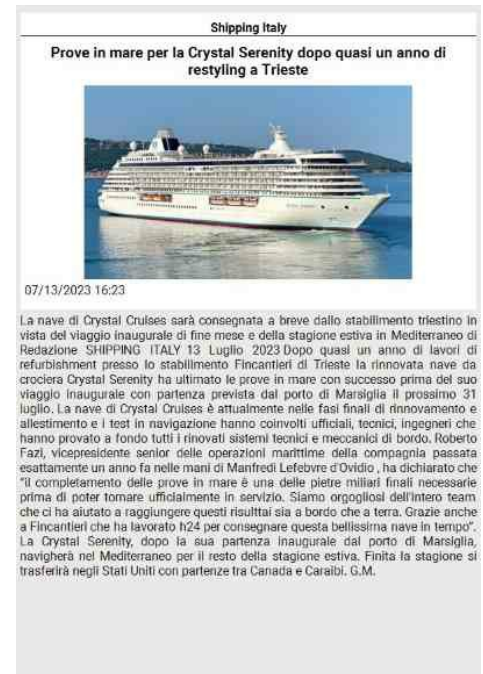 Shipping Italy
Prove in mare per la Crystal Serenity dopo quasi un anno di
restyling a Trieste
07/13/2023 16:23
La nave di Crystal Cruises sarà consegnata a breve dallo stabilimento triestino in
vista del viaggio inaugurale di fine mese e della stagione estiva in Mediterraneo di
Redazione SHIPPING ITALY 13 Luglio 2023 Dopo quasi un anno di lavori di
refurbishment presso lo stabilimento Fincantieri di Trieste la rinnovata nave da
crociera Crystal Serenity ha ultimato le prove in mare con successo prima del suo
viaggio inaugurale con partenza prevista dal porto di Marsiglia il prossimo 31
luglio. La nave di Crystal Cruises è attualmente nelle fasi finali di rinnovamento e
allestimento e i test in navigazione hanno coinvolti ufficiali, tecnici, ingegneri che
hanno provato a fondo tutti i rinovati sistemi tecnici e meccanici di bordo. Roberto
Fazi, vicepresidente senior delle operazioni marittime della compagnia passata
esattamente un anno fa nelle mani di Manfredi Lefebvre d'Ovidio , ha dichiarato che
"il completamento delle prove in mare è una delle pietre miliari finali necessarie
prima di poter tornare ufficialmente in servizio. Siamo orgogliosi dell'intero team
che ci ha aiutato a raggiungere questi risulttai sia a bordo che a terra. Grazie anche
a Fincantieri che ha lavorato h24 per consegnare questa bellissima nave in tempo".
La Crystal Serenity, dopo la sua partenza inaugurale dal porto di Marsiglia,
navigherà nel Mediterraneo per il resto della stagione estiva. Finita la stagione si
trasferirà negli Stati Uniti con partenze tra Canada e Caraibi. G.M.